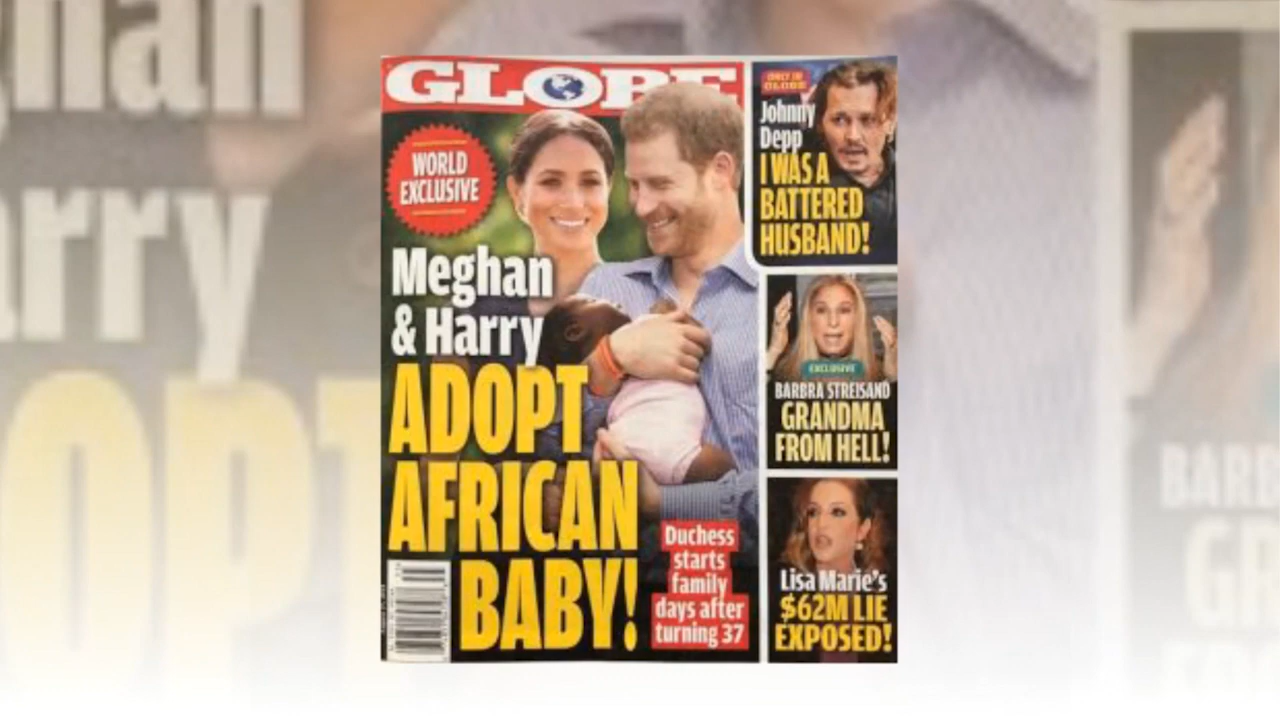 GLOBE
WORLD
EXCLUSIVE
Meghan
& Harry
ADOPT
AFRICAN
BABY!
Duchess
starts
family
days after
turning 37
ONLY IN
GLOBE
Johnny
Depp
I WAS A
BATTERED
HUSBAND!
EXCLUSIVE
BARBRA STREISAND
GRANDMA
FROM HELL!
Lisa Marie's
$62M LIE
EXPOSED!